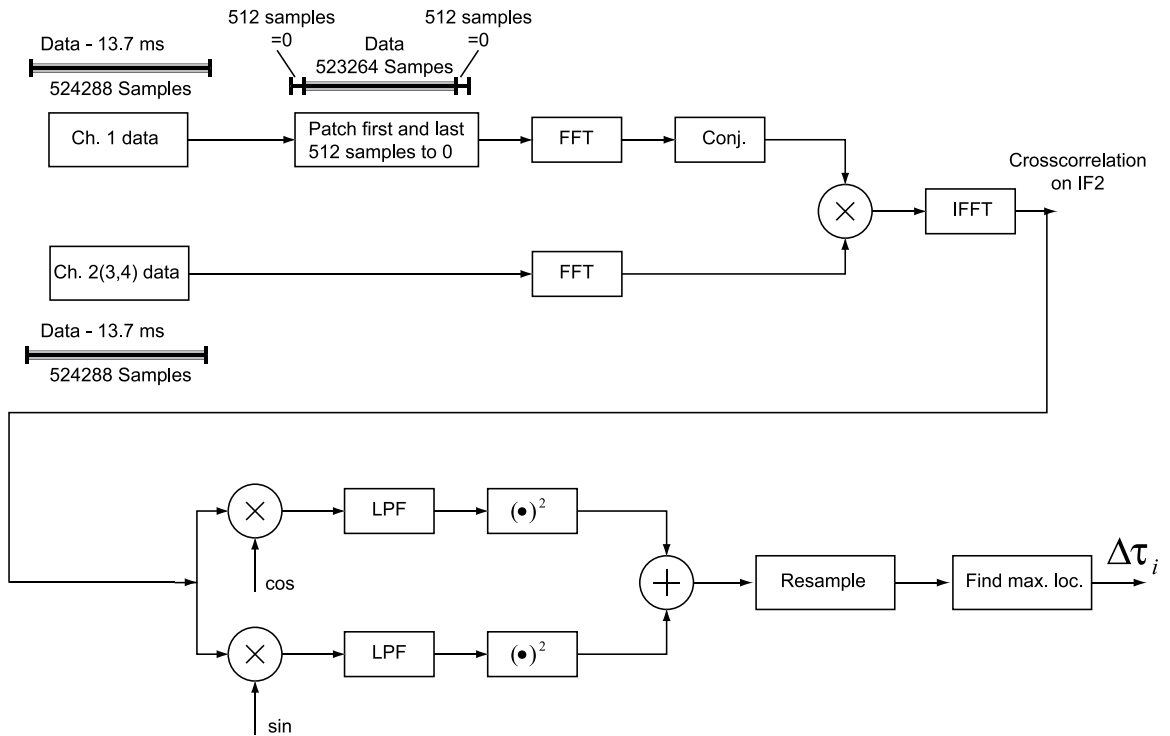 512 samples
=0
512 samples
=0
Data - 13.7 ms
Data
523264 Sampes
524288 Samples
Ch. 1 data
Patch first and last
512 samples to 0
FFT
Conj.
Crosscorrelation
on IF2
×
IFFT
Ch. 2(3,4) data
FFT
Data - 13.7 ms
524288 Samples
×
LPF
(•)²
cos
+
Resample
Find max. loc.
Δτᵢ
×
LPF
(•)²
sin